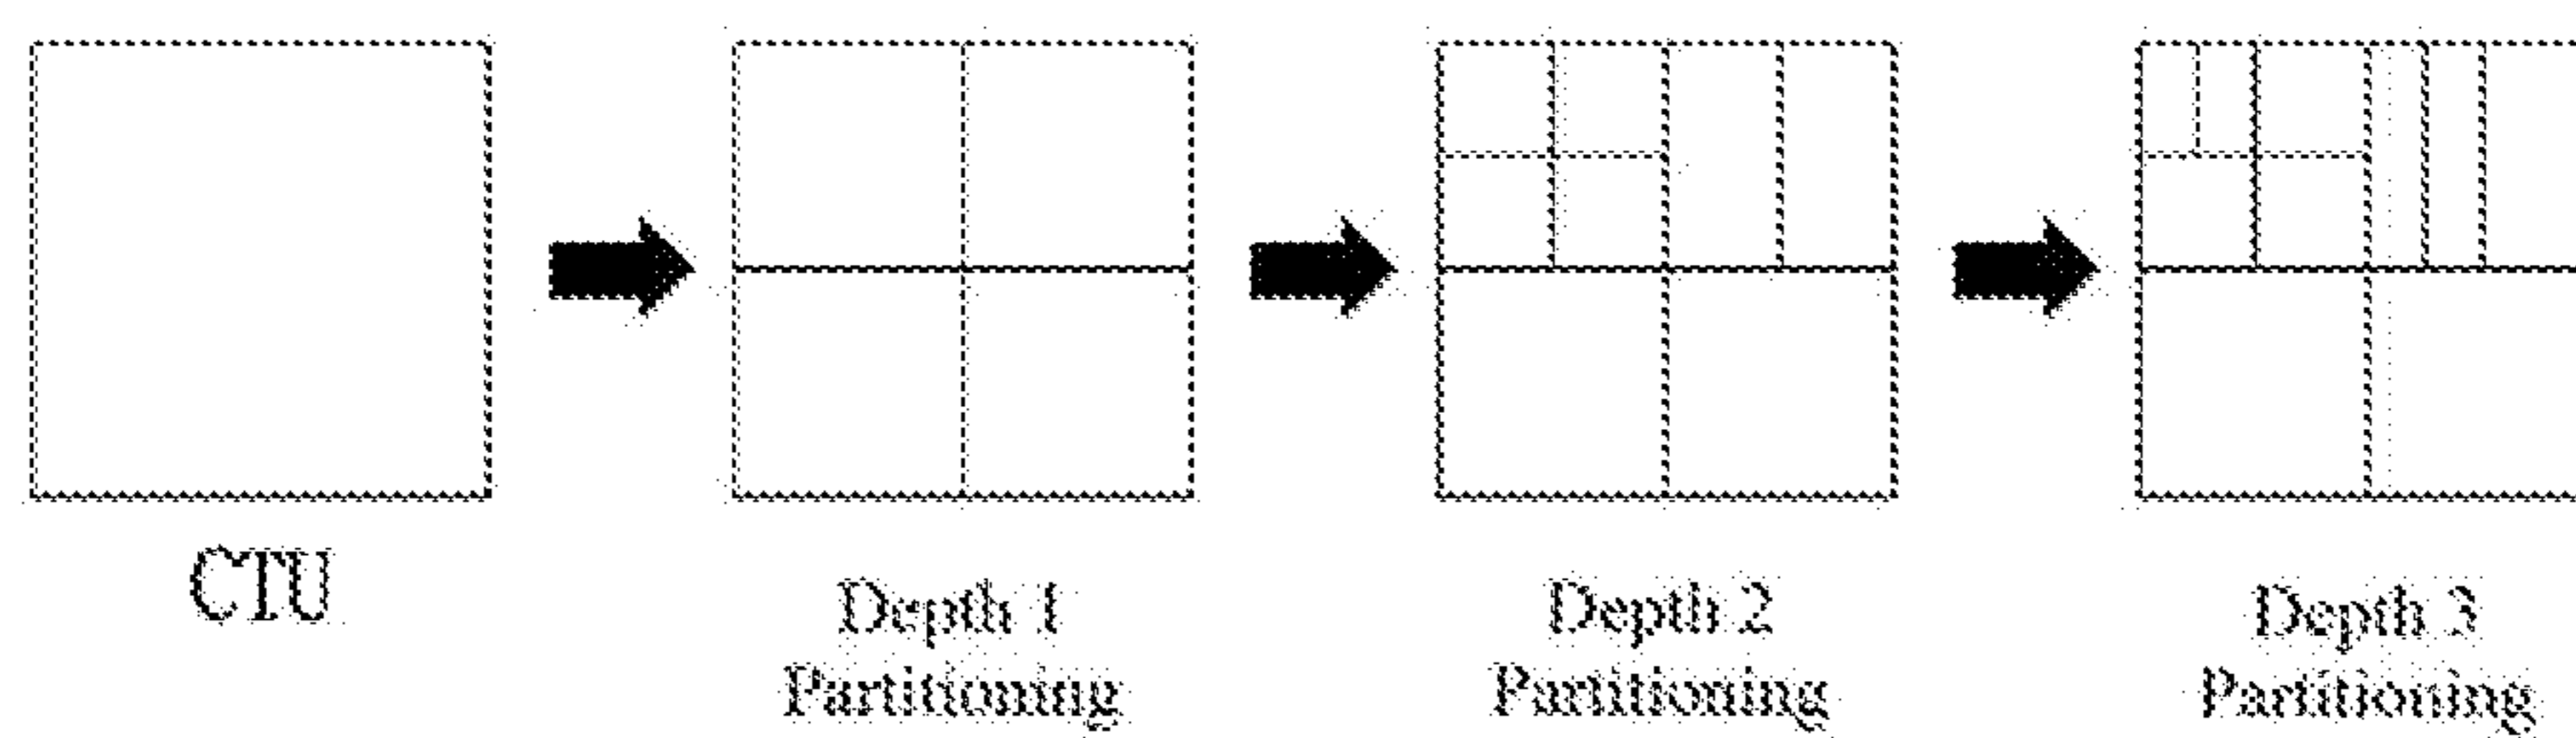 CTU
Depth 1
Partitioning
Depth 2
Partitioning
Depth 3
Partitioning